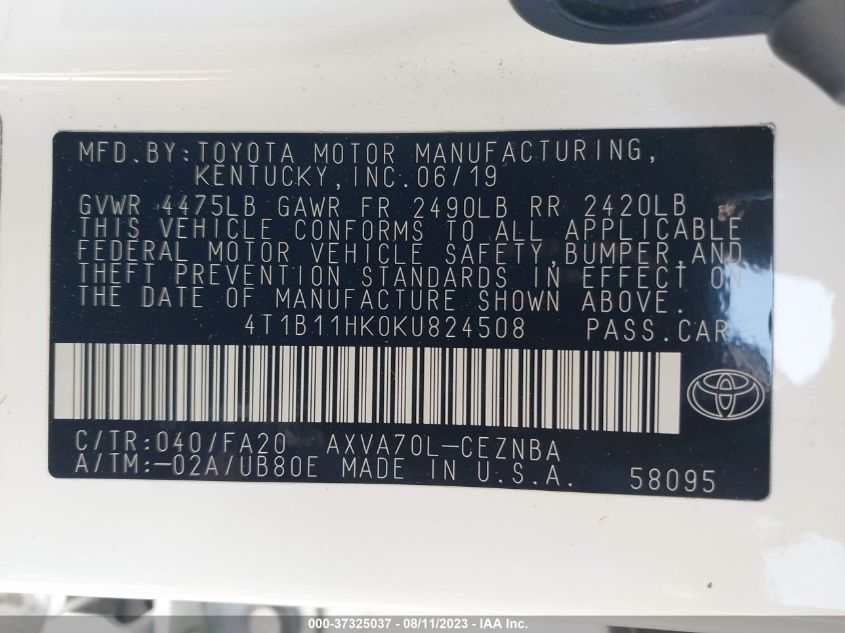 MFD.BY:TOYOTA MOTOR MANUFACTURING,
KENTUCKY,INC.06/19
GVWR 4475LB GAWR FR 2490LB RR 2420LB
THIS VEHICLE CONFORMS TO ALL APPLICABLE
FEDERAL MOTOR VEHICLE SAFETY,BUMPER,AND
THEFT PREVENTION STANDARDS IN EFFECT ON
THE DATE OF MANUFACTURE SHOWN ABOVE.
4T1B11HK0KU824508 PASS.CAR
C/TR:040/FA20 AXVA70L-CEZNBA
A/TM:-02A/UB80E MADE IN U.S.A. 58095
000-37325037 - 08/11/2023 - © IAA Inc.